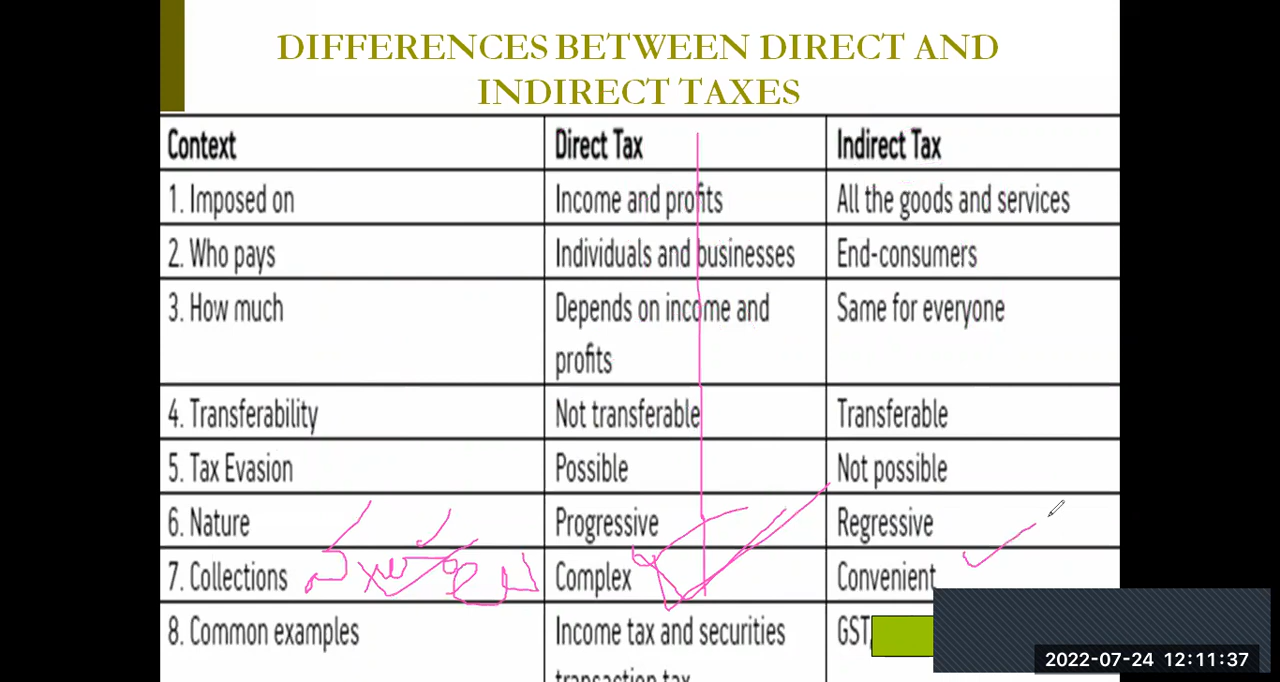 DIFFERENCES BETWEEN DIRECT AND
INDIRECT TAXES
Context Direct Tax Indirect Tax
1. Imposed on Income and profits All the goods and services
2. Who pays Individuals and businesses End-consumers
3. How much Depends on income and Same for everyone
profits
4. Transferability Not transferable Transferable
5. Tax Evasion Possible Not possible
6. Nature Progressive Regressive
7. Collections Complex Convenient
8. Common examples Income tax and securities GST,
transaction tax
2022-07-24 12:11:37